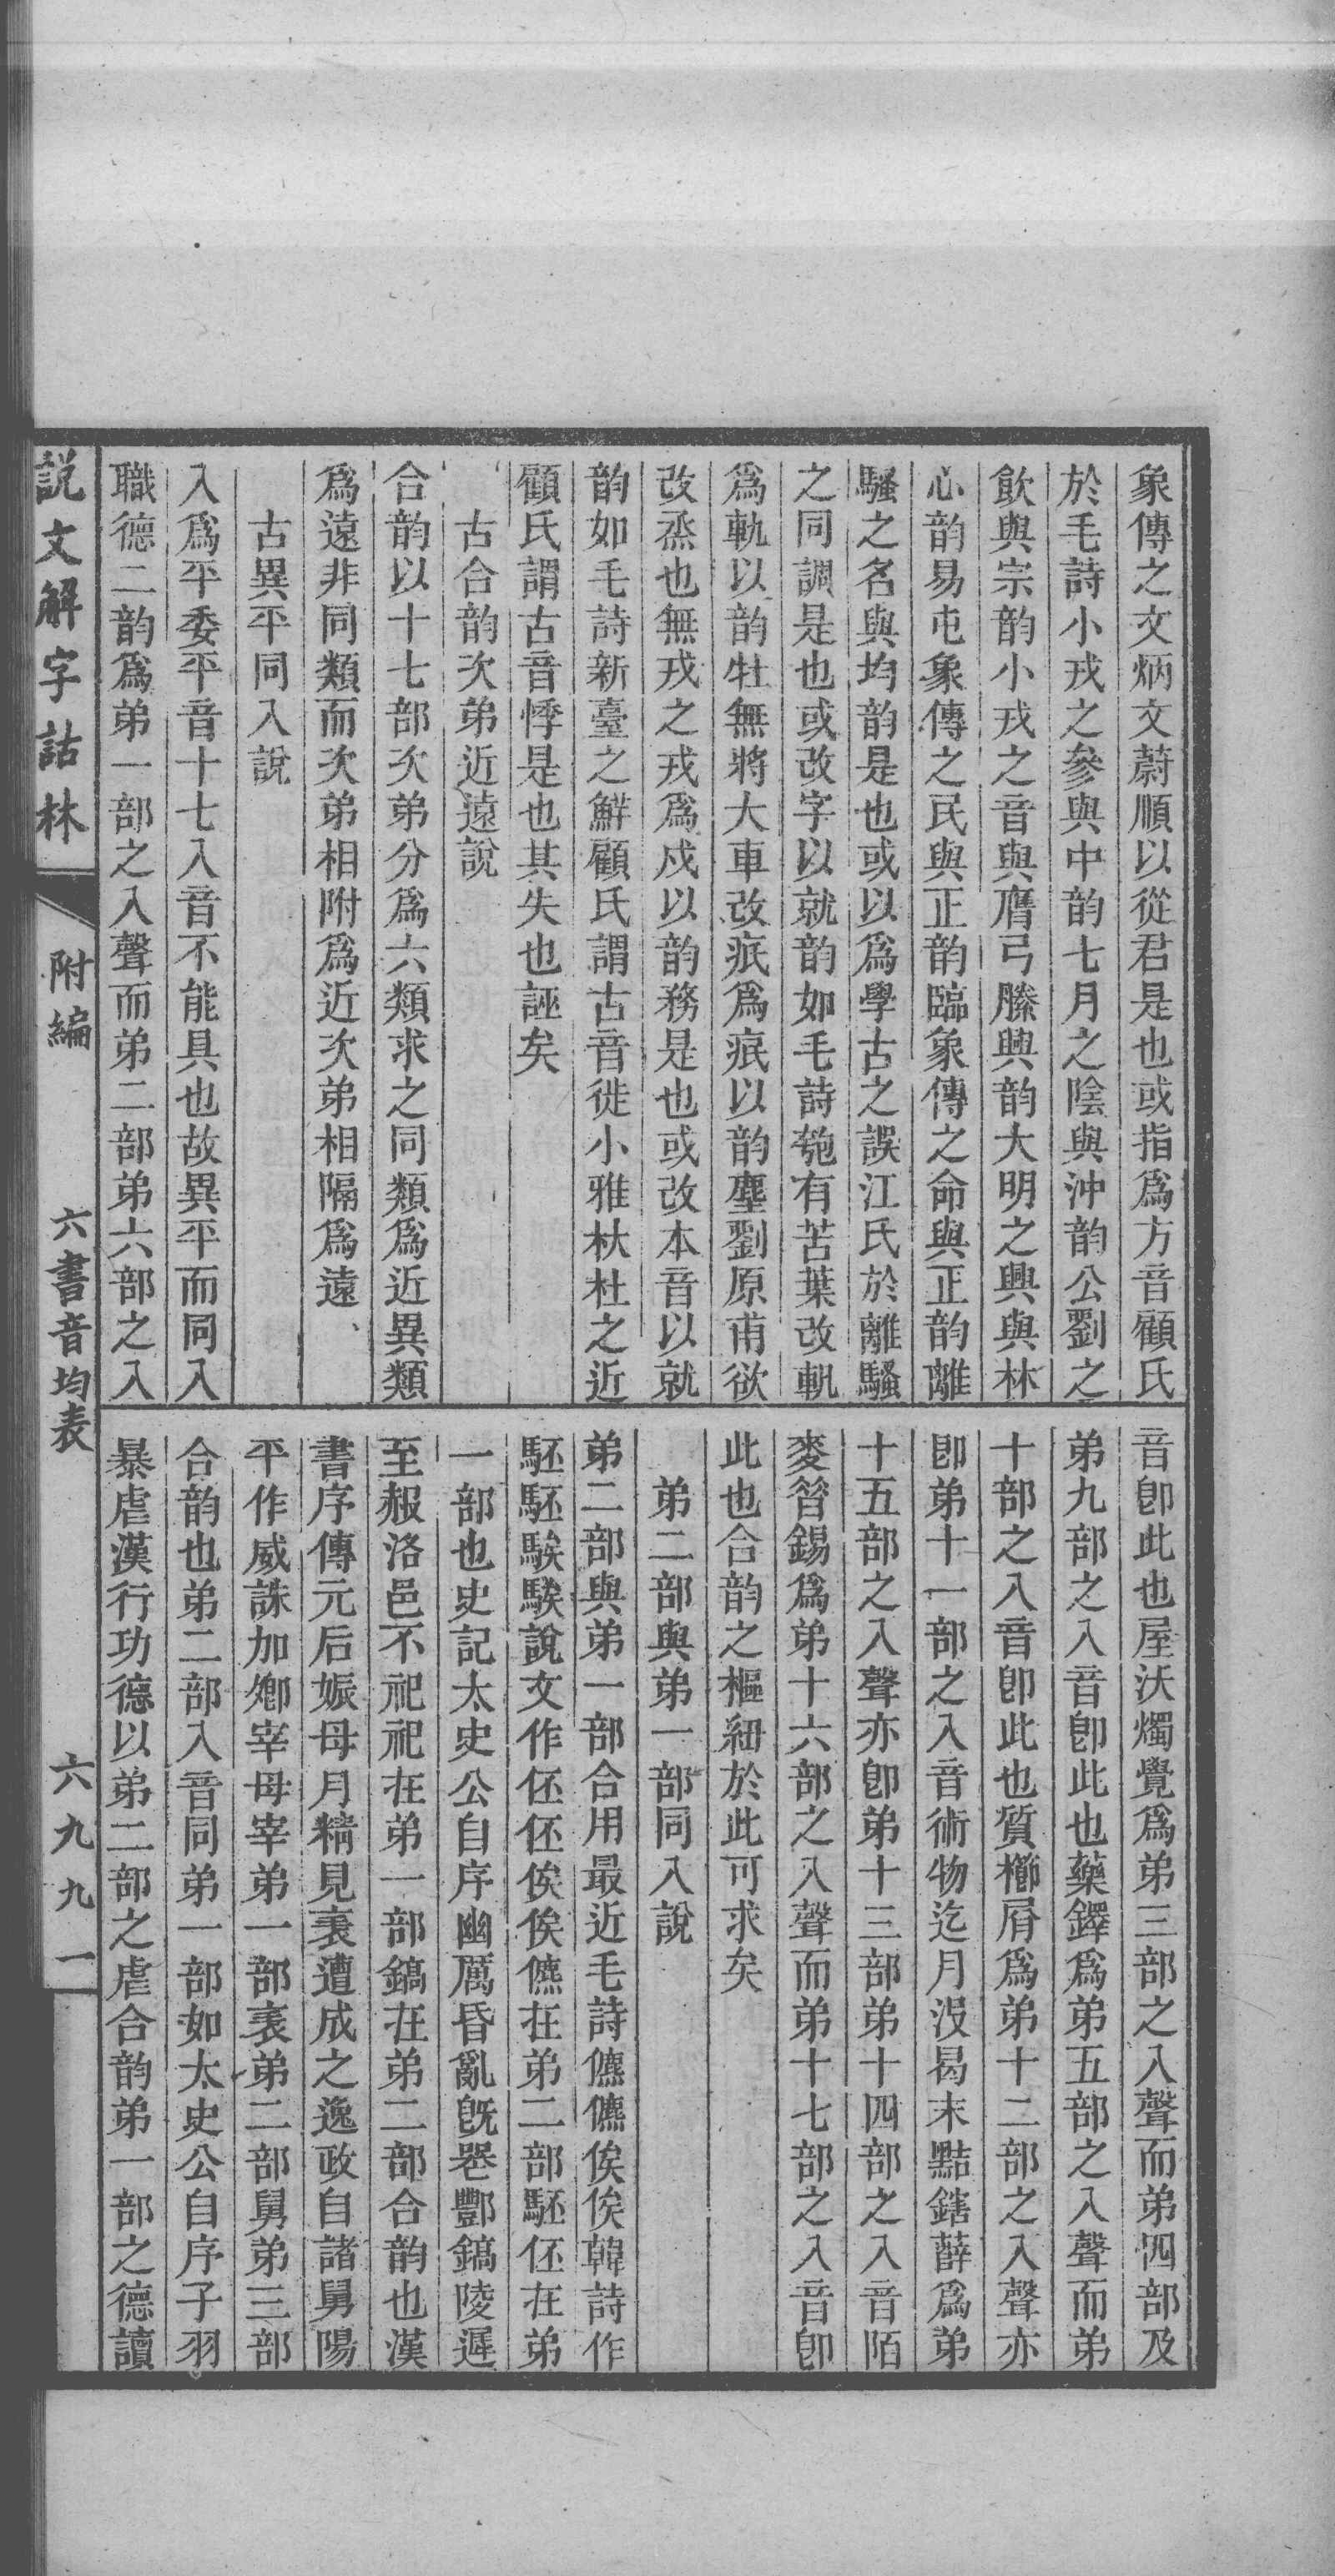 象傳之文炳文蔚順以從君是也或指爲方音顧氏
於毛詩小戎之參與中韵七月之陰與沖韵公劉之
飲與宗韵小戎之音與膺弓縢興韵大明之興與林
心韵易屯象傳之民與正韵臨象傳之命與正韵離
騷之名與均韵是也或以爲學古之誤江氏於離騷
之同調是也或改字以就韵如毛詩匏有苦葉改軌
爲軓以韵牡無將大車改疧爲痻以韵塵劉原甫欲
改烝也無戎之戎爲戍以韵務是也或改本音以就
韵如毛詩新臺之鮮顧氏謂古音徙小雅杕杜之近
顧氏謂古音悸是也其失也誣矣
古合韵次弟近遠說
合韵以十七部次弟分爲六類求之同類爲近異類
爲遠非同類而次弟相附爲近次弟相隔爲遠
古異平同入說
入爲平委平音十七入音不能具也故異平而同入
職德二韵爲弟一部之入聲而弟二部弟六部之入
音卽此也屋沃燭覺爲弟三部之入聲而弟四部及
弟九部之入音卽此也藥鐸爲弟五部之入聲而弟
十部之入音卽此也質櫛屑爲弟十二部之入聲亦
卽弟十一部之入音術物迄月沒曷末黠鎋薛爲弟
十五部之入聲亦卽弟十三部弟十四部之入音陌
麥昔錫爲弟十六部之入聲而弟十七部之入音卽
此也合韵之樞紐於此可求矣
弟二部與弟一部同入說
弟二部與弟一部合用最近毛詩儦儦俟俟韓詩作
駓駓騃騃說文作伾伾俟俟儦在弟二部駓伾在弟
一部也史記太史公自序幽厲昏亂旣喪酆鎬陵遲
至赧洛邑不祀祀在弟一部鎬在弟二部合韵也漢
書序傳元后娠母月精見表遭成之逸政自諸舅陽
平作威誅加卿宰母宰弟一部表弟二部舅弟三部
合韵也弟二部入音同弟一部如太史公自序子羽
暴虐漢行功德以弟二部之虐合韵弟一部之德讀
說文解字詁林
附編
六書音均表
六九九一